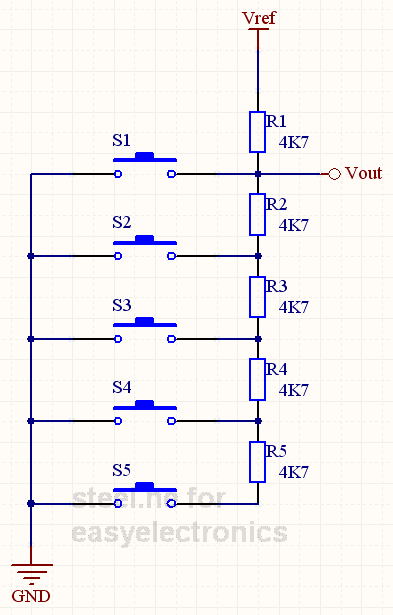 Vref
R1
4K7
S1
Vout
R2
4K7
S2
R3
4K7
S3
R4
4K7
S4
R5
4K7
S5
steel.ne for
easyelectronics
GND